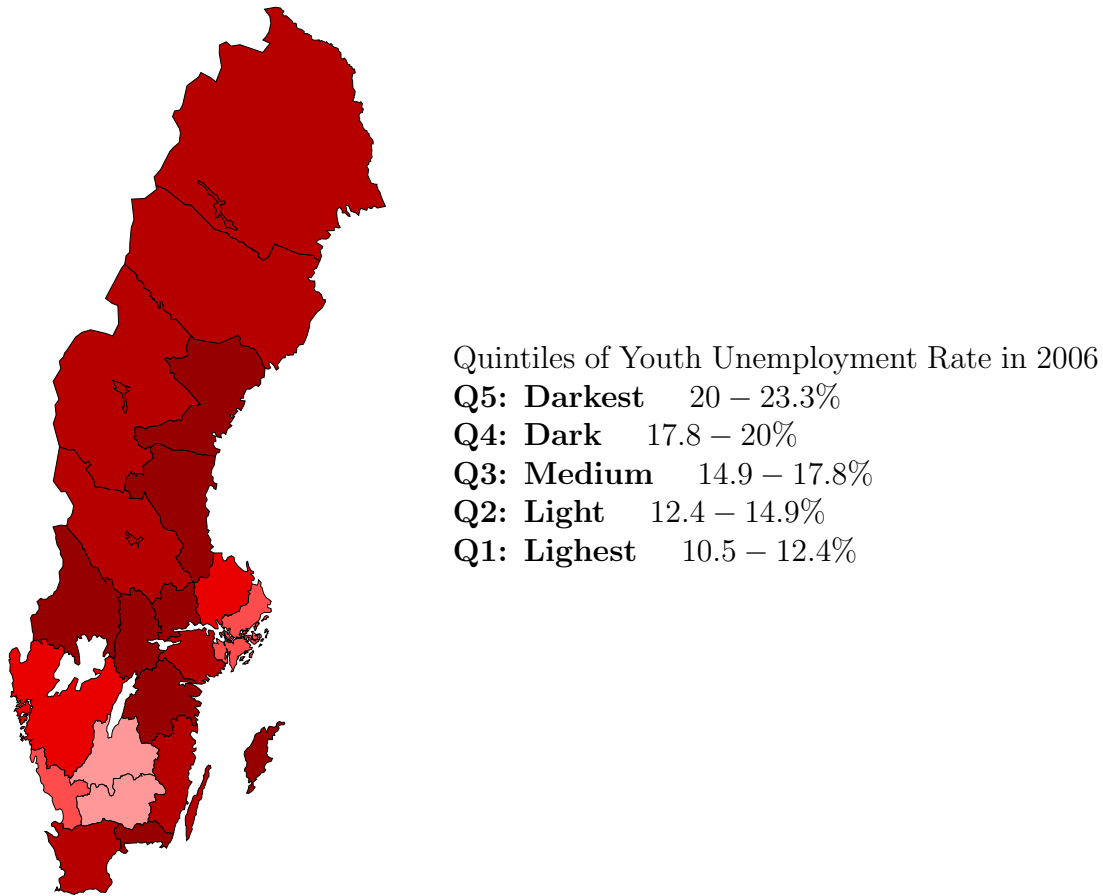 Quintiles of Youth Unemployment Rate in 2006
Q5: Darkest 20 − 23.3%
Q4: Dark 17.8 − 20%
Q3: Medium 14.9 − 17.8%
Q2: Light 12.4 − 14.9%
Q1: Lighest 10.5 − 12.4%